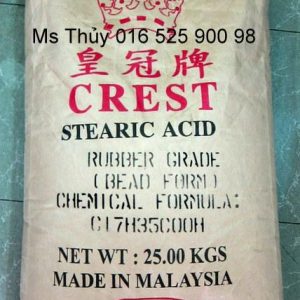 Ms Thủy 016 525 900 98
皇冠牌
CREST
STEARIC ACID
RUBBER GRADE
(BEAD FORM)
CHEMICAL FORMULA:
C17H35COOH
NET WT : 25.00 KGS
MADE IN MALAYSIA